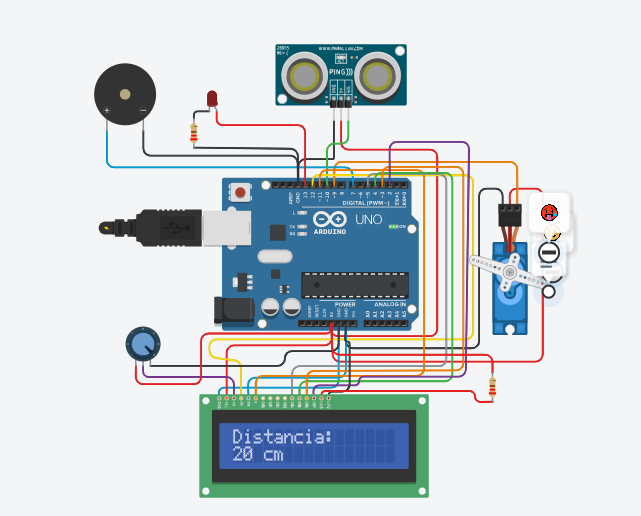 28015
REV C
WWW.PARALLAX.COM
PING)))
GND
5V
SIG
AREF
GND
13
12
~11
~10
~9
8
7
~6
~5
4
~3
2
TX→1
RX←0
DIGITAL (PWM~)
L
TX
RX
UNO
ON
ARDUINO
POWER
ANALOG IN
IOREF
RESET
3.3V
5V
GND
GND
Vin
A0
A1
A2
A3
A4
A5
Distancia:
20 cm